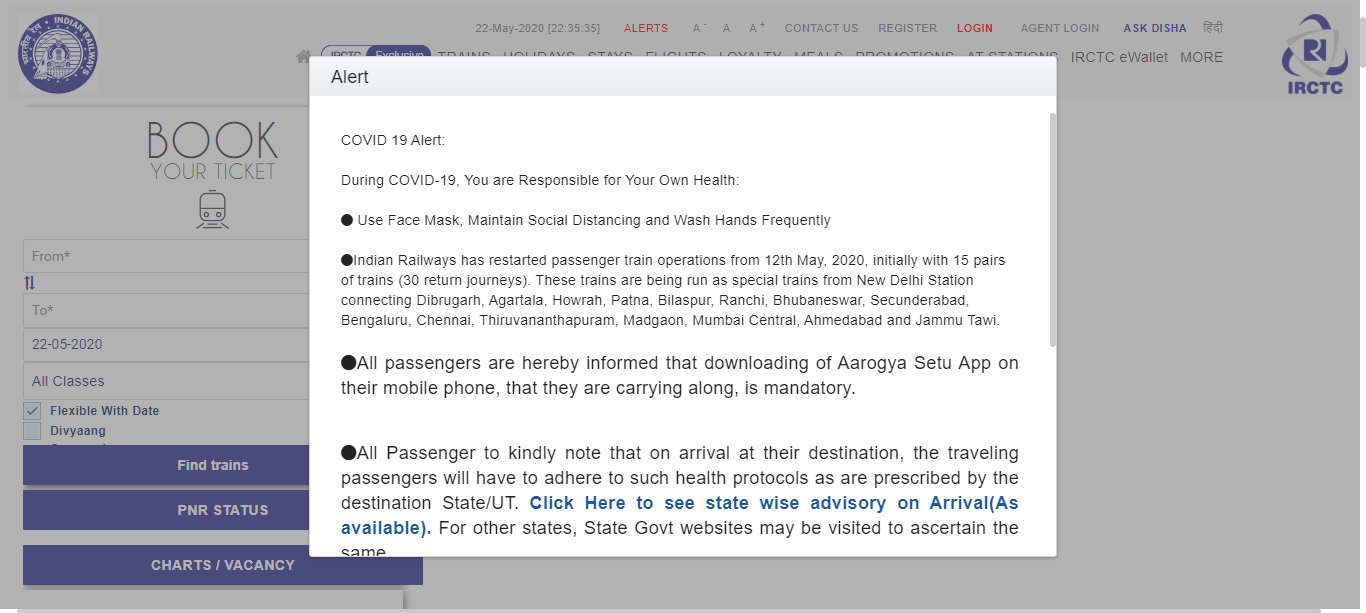 22-May-2020 [22:35:35] ALERTS A- A A+ CONTACT US REGISTER LOGIN AGENT LOGIN ASK DISHA हिंदी
IRCTC Exclusive TRAINS HOLIDAYS STAYS FLIGHTS LOYALTY MEALS PROMOTIONS AT STATIONS IRCTC eWallet MORE
भारतीय रेल INDIAN RAILWAYS
IRCTC
BOOK
YOUR TICKET
From*
To*
22-05-2020
All Classes
Flexible With Date
Divyaang
Find trains
PNR STATUS
CHARTS / VACANCY
Alert
COVID 19 Alert:
During COVID-19, You are Responsible for Your Own Health:
● Use Face Mask, Maintain Social Distancing and Wash Hands Frequently
●Indian Railways has restarted passenger train operations from 12th May, 2020, initially with 15 pairs
of trains (30 return journeys). These trains are being run as special trains from New Delhi Station
connecting Dibrugarh, Agartala, Howrah, Patna, Bilaspur, Ranchi, Bhubaneswar, Secunderabad,
Bengaluru, Chennai, Thiruvananthapuram, Madgaon, Mumbai Central, Ahmedabad and Jammu Tawi.
●All passengers are hereby informed that downloading of Aarogya Setu App on
their mobile phone, that they are carrying along, is mandatory.
●All Passenger to kindly note that on arrival at their destination, the traveling
passengers will have to adhere to such health protocols as are prescribed by the
destination State/UT. Click Here to see state wise advisory on Arrival(As
available). For other states, State Govt websites may be visited to ascertain the
same